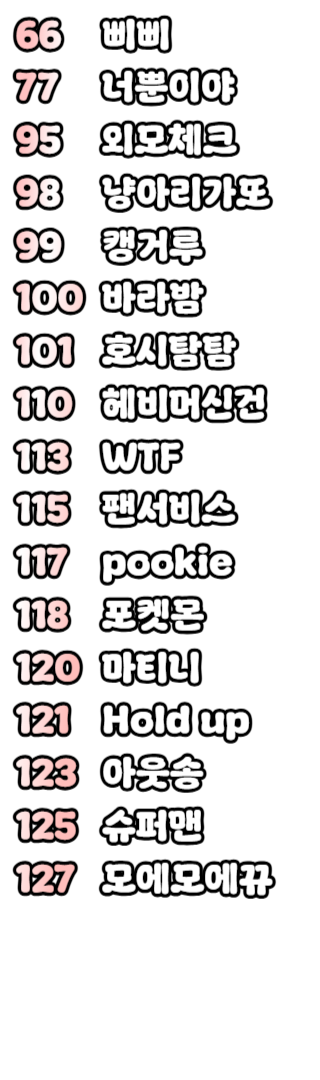 66 삐삐
77 너뿐이야
95 외모체크
98 냥아리가또
99 캥거루
100 바라밤
101 호시탐탐
110 헤비머신건
113 WTF
115 팬서비스
117 pookie
118 포켓몬
120 마티니
121 Hold up
123 아웃송
125 슈퍼맨
127 모에모에뀨